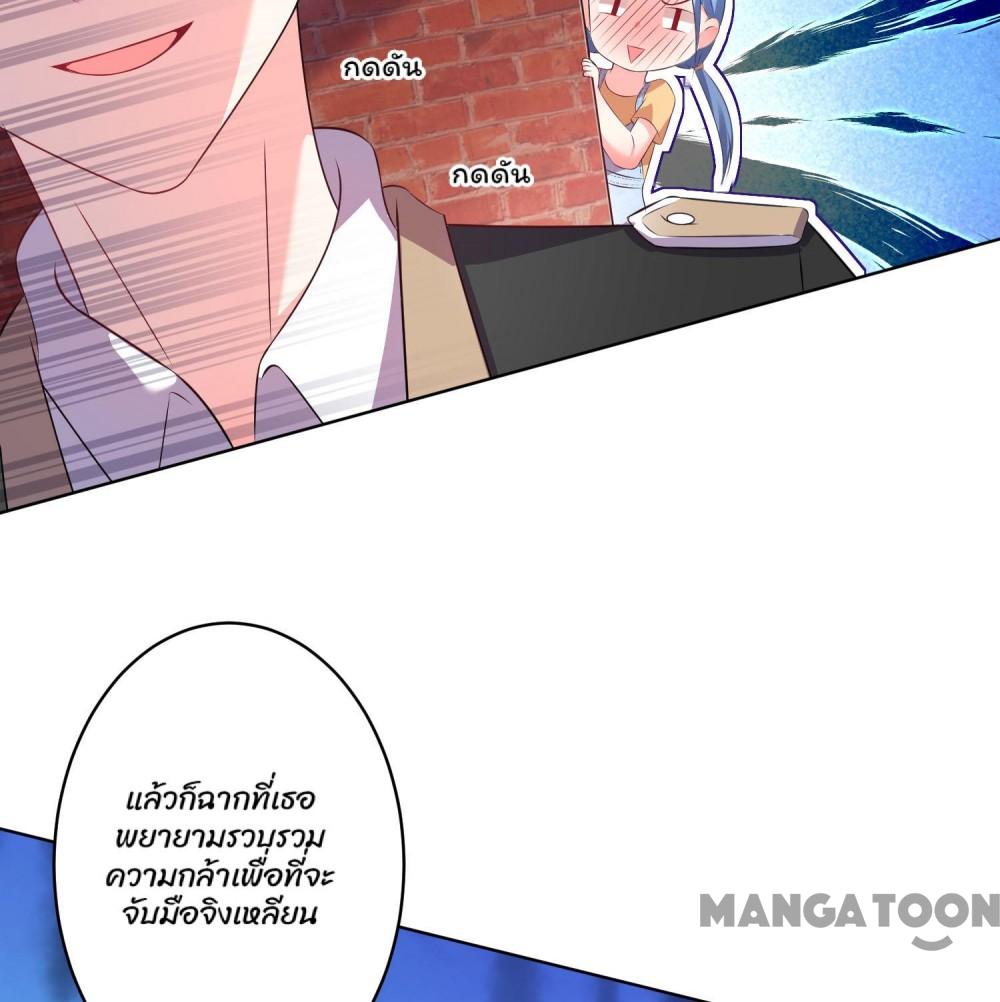 กดดัน
กดดัน
แล้วก็ฉากที่เธอ
พยายามรวบรวม
ความกล้าเพื่อที่จะ
จับมือจิงเหลียน
MANGATOON